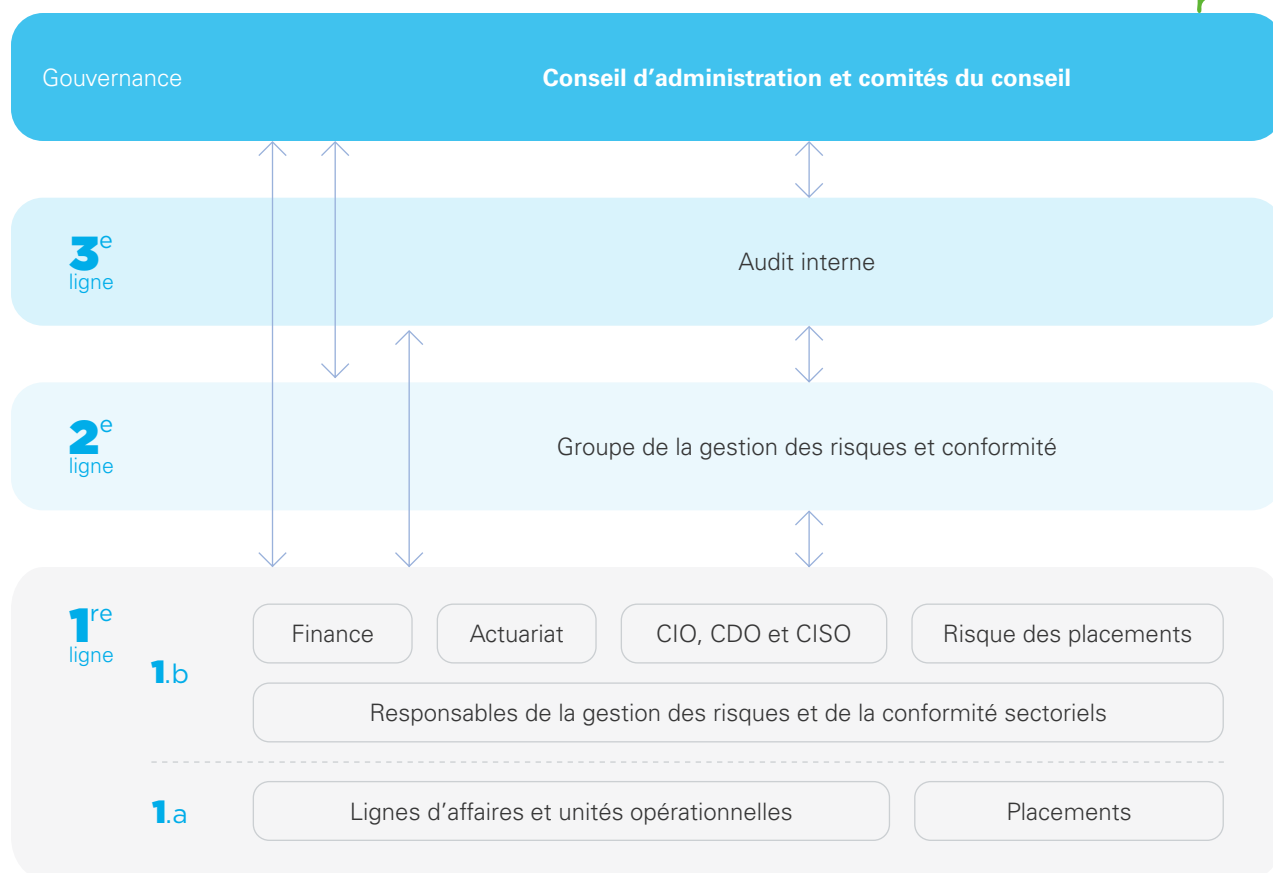 Gouvernance
Conseil d’administration et comités du conseil
3e
ligne
Audit interne
2e
ligne
Groupe de la gestion des risques et conformité
1re
ligne
1.b
Finance
Actuariat
CIO, CDO et CISO
Risque des placements
Responsables de la gestion des risques et de la conformité sectoriels
1.a
Lignes d’affaires et unités opérationnelles
Placements